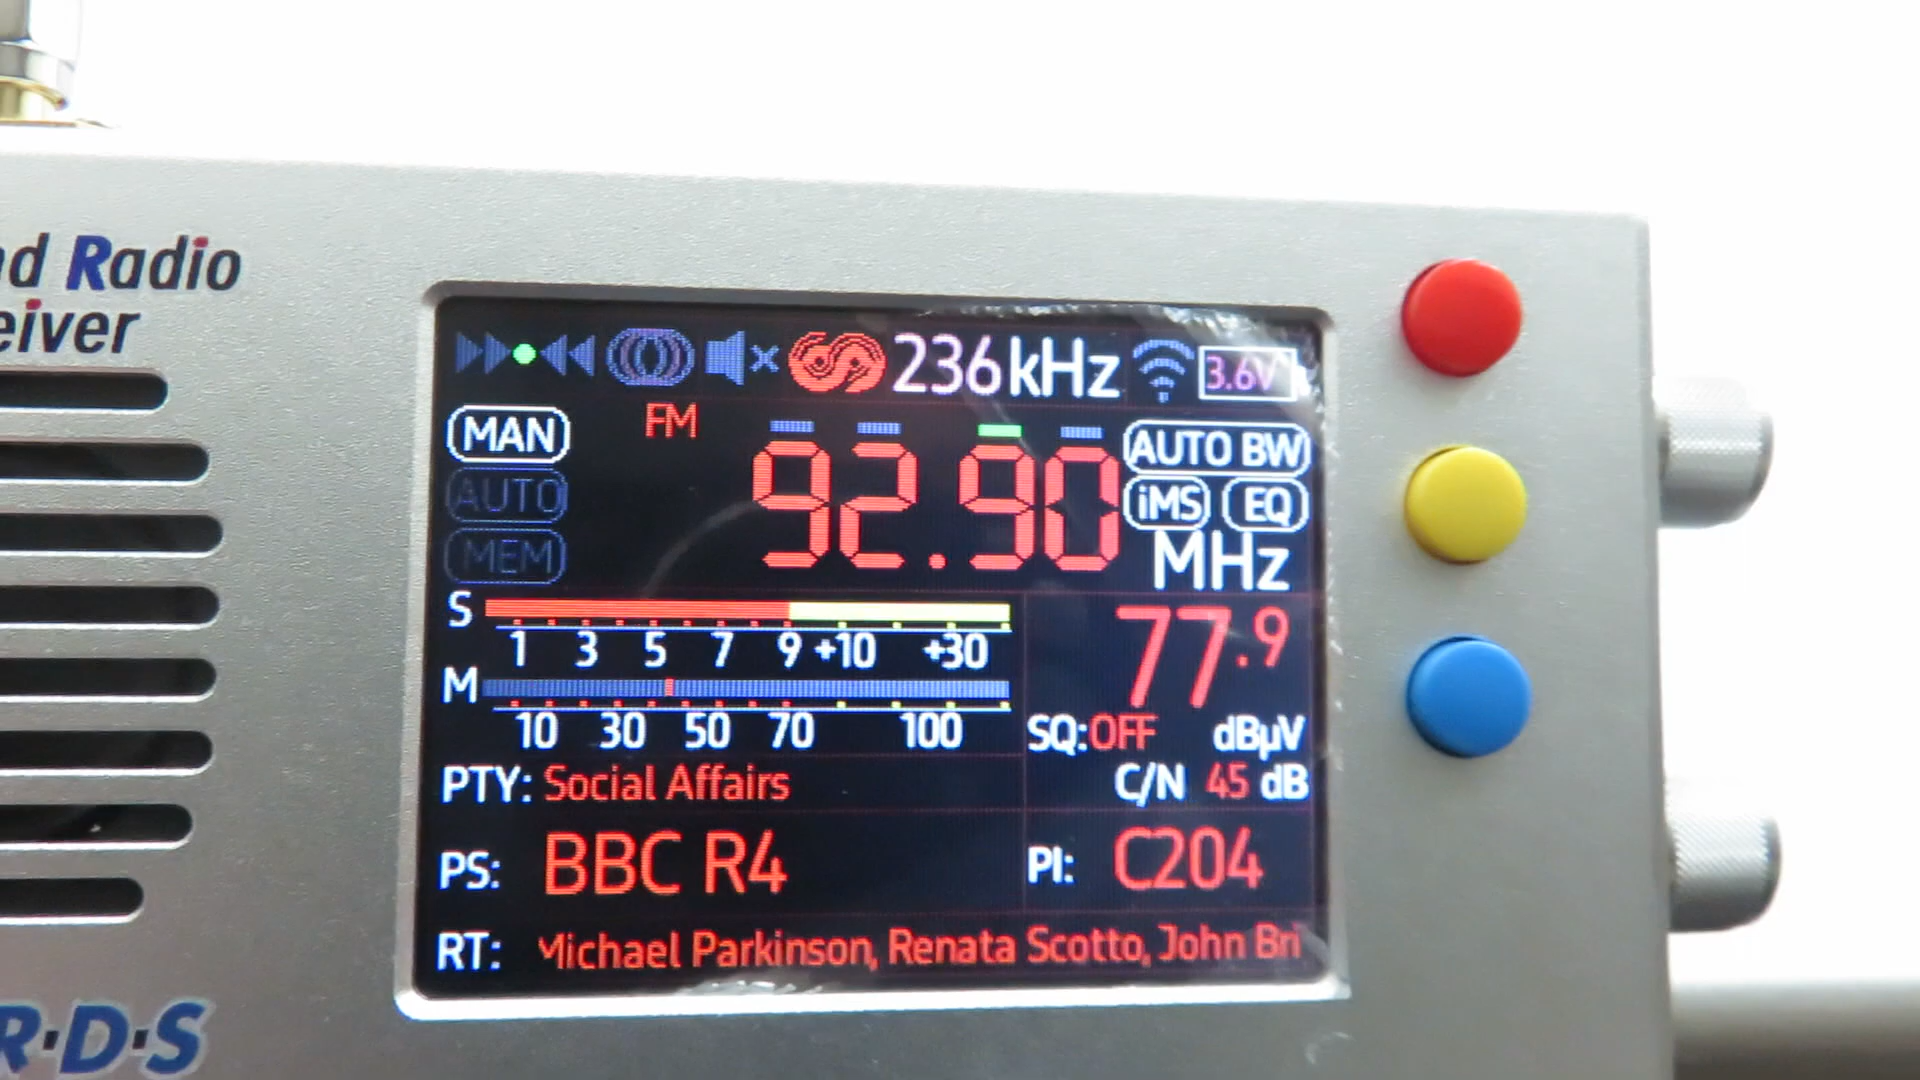 nd Radio
eiver
236kHz 3.6V
MAN FM AUTO BW
AUTO 92.90 iMS EQ
MEM MHz
S 1 3 5 7 9 +10 +30
77.9
M 10 30 50 70 100
SQ:OFF dBµV
PTY: Social Affairs C/N 45 dB
PS: BBC R4 PI: C204
RT: Michael Parkinson, Renata Scotto, John Bri
R·D·S